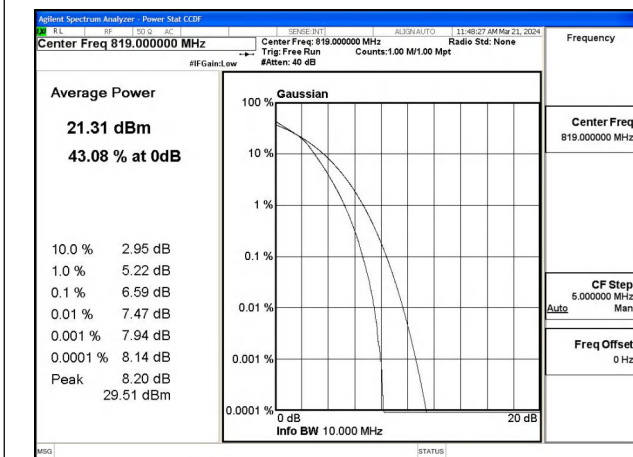 Agilent Spectrum Analyzer - Power Stat CCDF
RL RF 50 Ω AC SENSE:INT ALIGN AUTO 11:48:27 AM Mar 21, 2024
Center Freq 819.000000 MHz
Center Freq: 819.000000 MHz Radio Std: None
Trig: Free Run Counts:1.00 M/1.00 Mpt
#IFGain:Low #Atten: 40 dB
Frequency
Average Power
21.31 dBm
43.08 % at 0dB
10.0 % 2.95 dB
1.0 % 5.22 dB
0.1 % 6.59 dB
0.01 % 7.47 dB
0.001 % 7.94 dB
0.0001 % 8.14 dB
Peak 8.20 dB
29.51 dBm
Gaussian
100 %
10 %
1 %
0.1 %
0.01 %
0.001 %
0.0001 %
0 dB 20 dB
Info BW 10.000 MHz
Center Freq
819.000000 MHz
CF Step
5.000000 MHz
Auto Man
Freq Offset
0 Hz
MSG STATUS